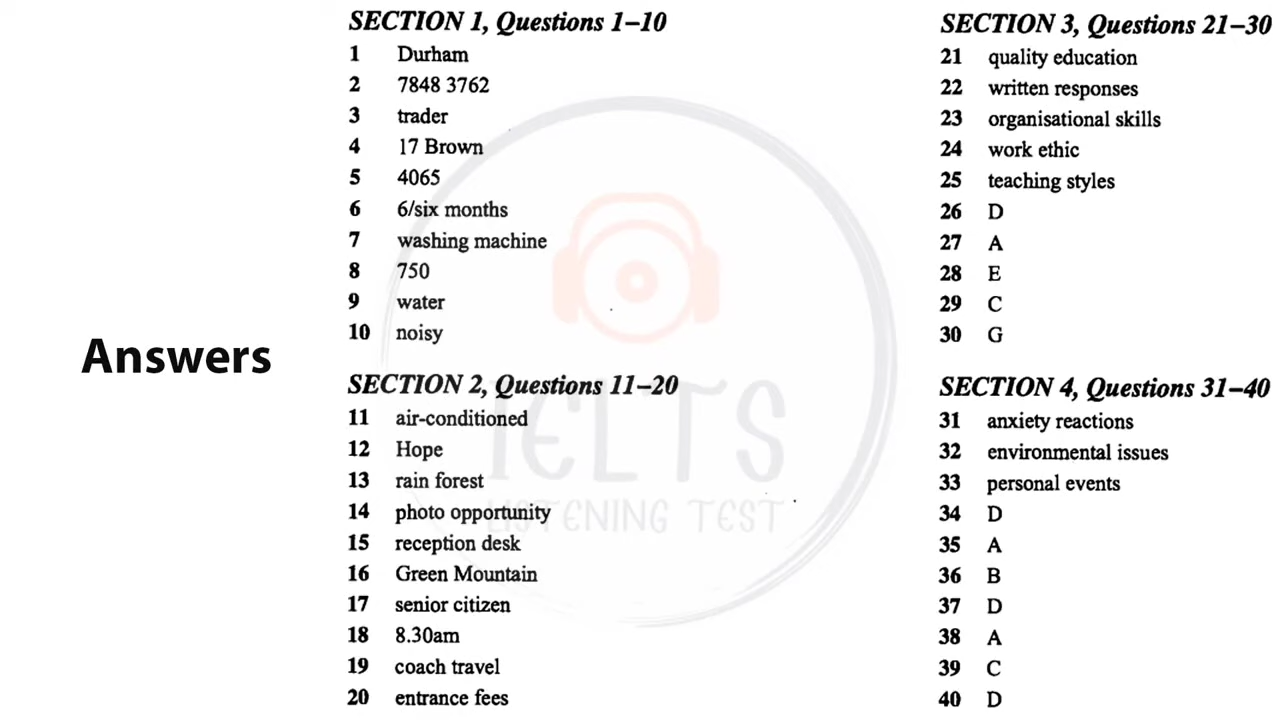 Answers
SECTION 1, Questions 1–10
1 Durham
2 7848 3762
3 trader
4 17 Brown
5 4065
6 6/six months
7 washing machine
8 750
9 water
10 noisy
SECTION 2, Questions 11–20
11 air-conditioned
12 Hope
13 rain forest
14 photo opportunity
15 reception desk
16 Green Mountain
17 senior citizen
18 8.30am
19 coach travel
20 entrance fees
SECTION 3, Questions 21–30
21 quality education
22 written responses
23 organisational skills
24 work ethic
25 teaching styles
26 D
27 A
28 E
29 C
30 G
SECTION 4, Questions 31–40
31 anxiety reactions
32 environmental issues
33 personal events
34 D
35 A
36 B
37 D
38 A
39 C
40 D
IELTS
LISTENING TEST